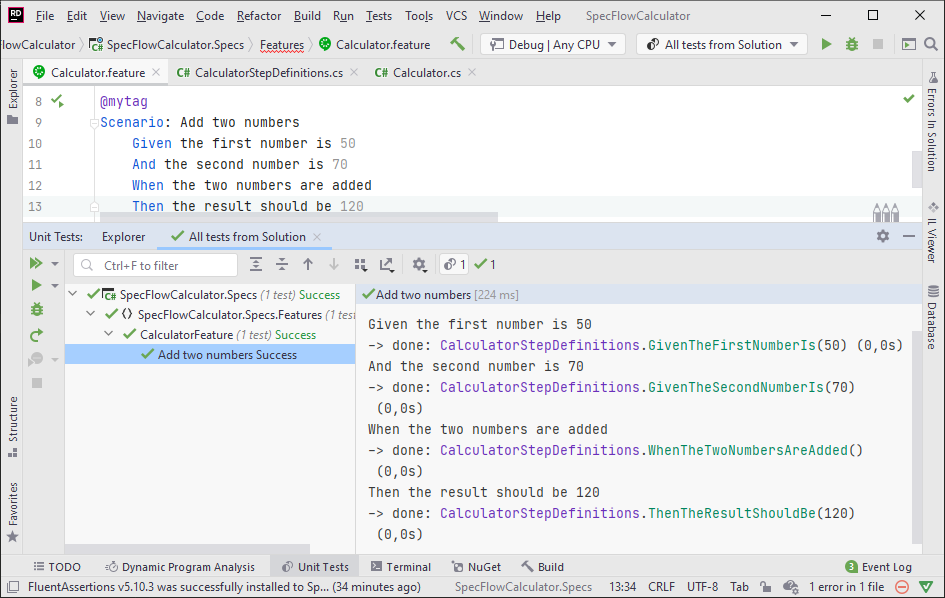 RD File Edit View Navigate Code Refactor Build Run Tests Tools VCS Window Help SpecFlowCalculator
lowCalculator SpecFlowCalculator.Specs Features Calculator.feature Debug | Any CPU All tests from Solution
Calculator.feature C# CalculatorStepDefinitions.cs C# Calculator.cs
Explorer
Errors In Solution
IL Viewer
Database
8 @mytag
9 Scenario: Add two numbers
10 Given the first number is 50
11 And the second number is 70
12 When the two numbers are added
13 Then the result should be 120
Unit Tests: Explorer All tests from Solution
Ctrl+F to filter 1 1
C# SpecFlowCalculator.Specs (1 test) Success
SpecFlowCalculator.Specs.Features (1 test
CalculatorFeature (1 test) Success
Add two numbers Success
Add two numbers [224 ms]
Given the first number is 50
-> done: CalculatorStepDefinitions.GivenTheFirstNumberIs(50) (0,0s)
And the second number is 70
-> done: CalculatorStepDefinitions.GivenTheSecondNumberIs(70)
(0,0s)
When the two numbers are added
-> done: CalculatorStepDefinitions.WhenTheTwoNumbersAreAdded()
(0,0s)
Then the result should be 120
-> done: CalculatorStepDefinitions.ThenTheResultShouldBe(120)
(0,0s)
Structure
Favorites
TODO Dynamic Program Analysis Unit Tests Terminal NuGet Build 3 Event Log
FluentAssertions v5.10.3 was successfully installed to Sp... (34 minutes ago) SpecFlowCalculator.Specs 13:34 CRLF UTF-8 Tab 1 error in 1 file